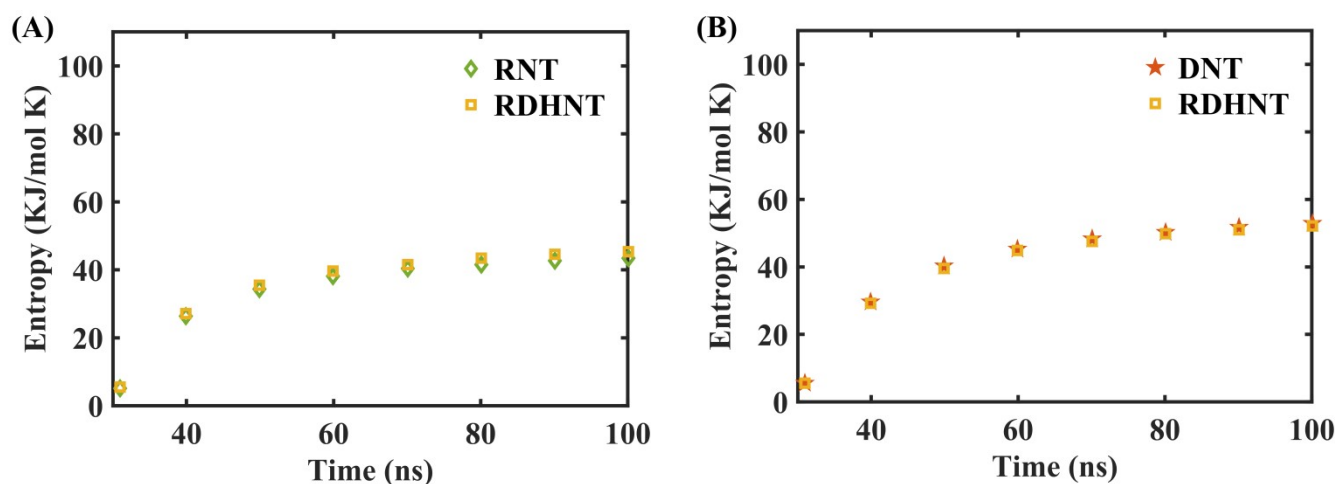 (A)
Entropy (KJ/mol K)
100
80
60
40
20
0
RNT
RDHNT
40 60 80 100
Time (ns)
(B)
Entropy (KJ/mol K)
100
80
60
40
20
0
DNT
RDHNT
40 60 80 100
Time (ns)